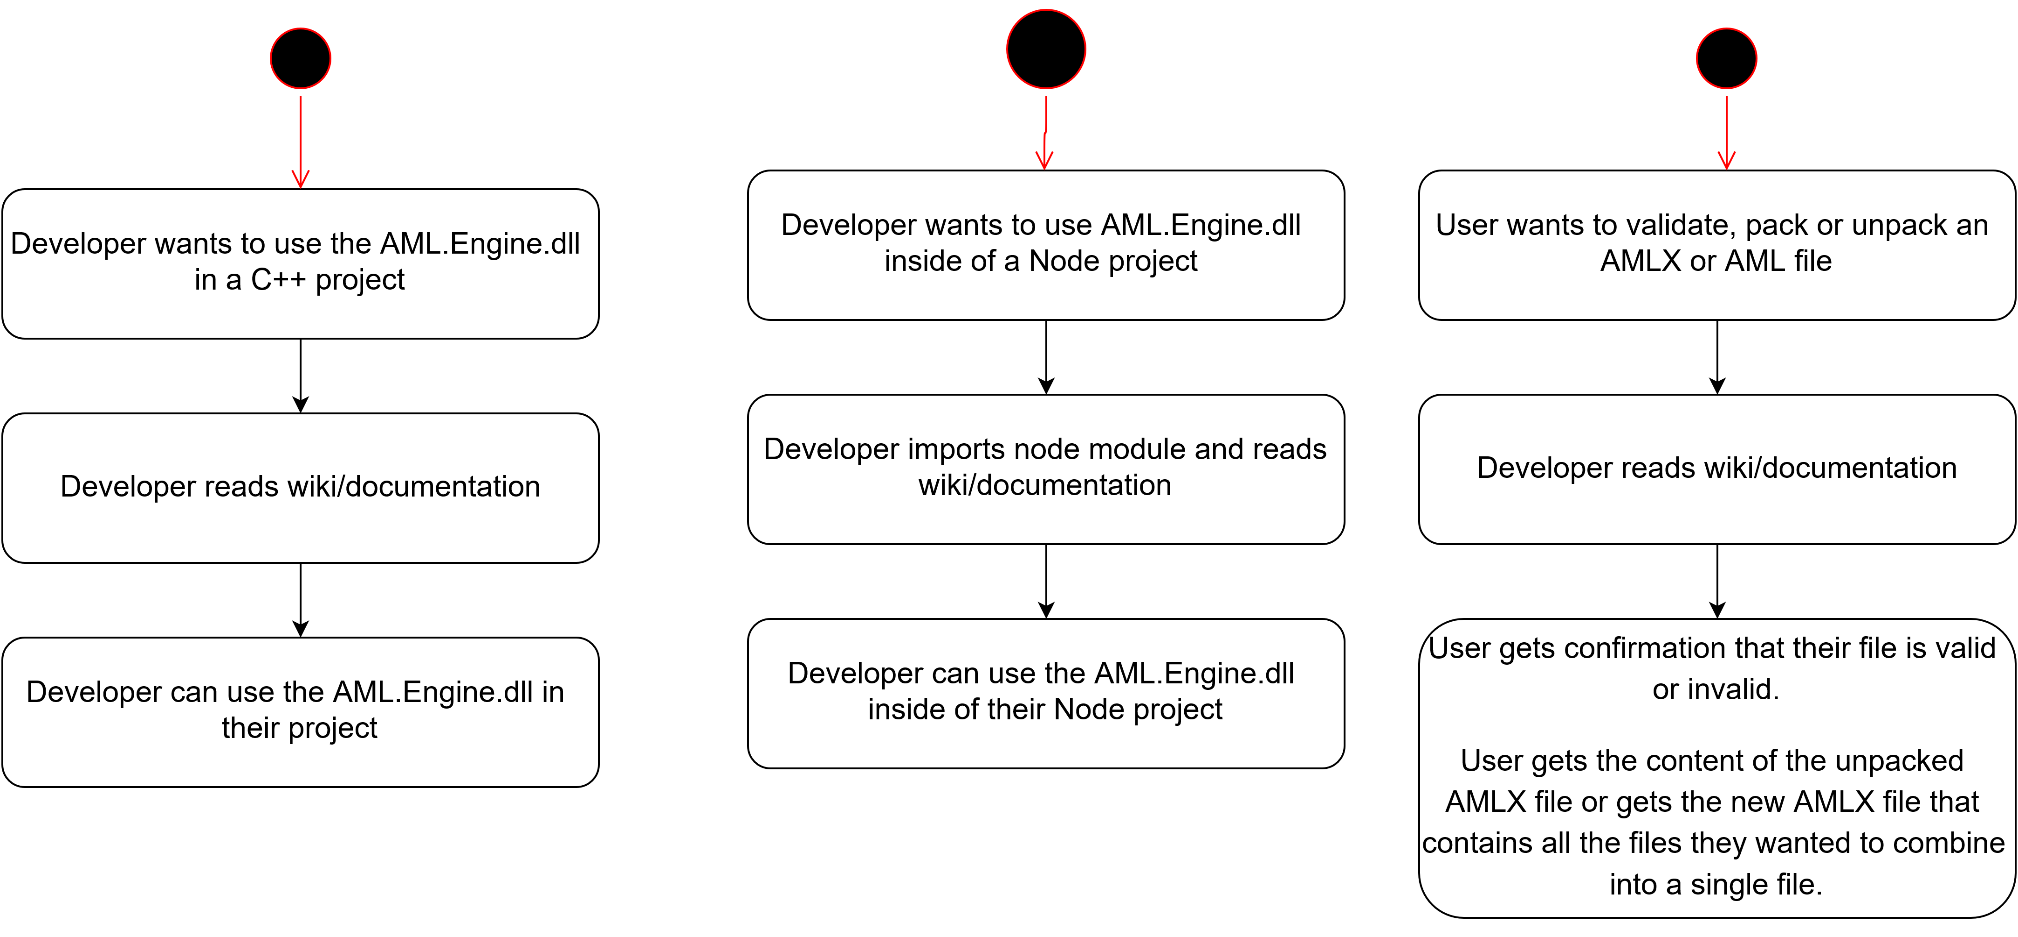 Developer wants to use the AML.Engine.dll
in a C++ project
Developer reads wiki/documentation
Developer can use the AML.Engine.dll in
their project
Developer wants to use AML.Engine.dll
inside of a Node project
Developer imports node module and reads
wiki/documentation
Developer can use the AML.Engine.dll
inside of their Node project
User wants to validate, pack or unpack an
AMLX or AML file
Developer reads wiki/documentation
User gets confirmation that their file is valid
or invalid.
User gets the content of the unpacked
AMLX file or gets the new AMLX file that
contains all the files they wanted to combine
into a single file.